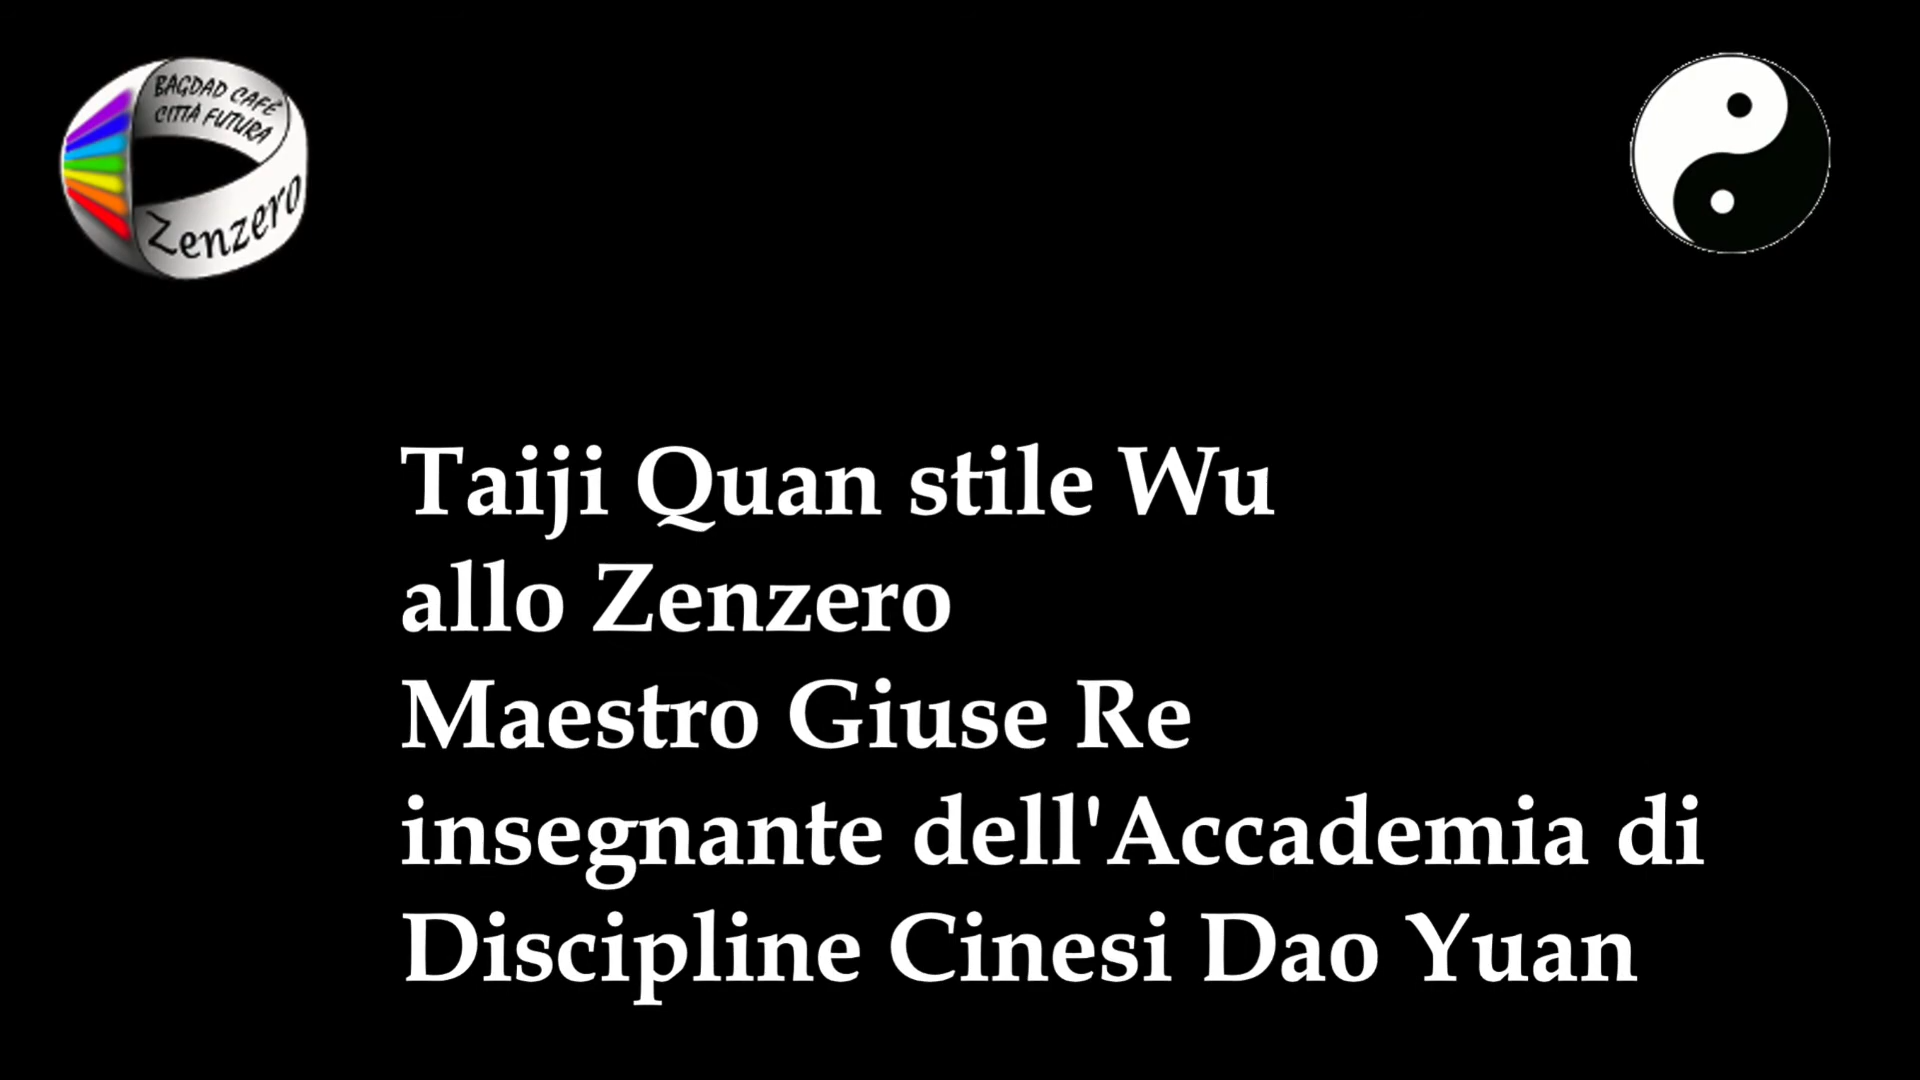 BAGDAD CAFÉ
CITTÀ FUTURA
Zenzero
Taiji Quan stile Wu
allo Zenzero
Maestro Giuse Re
insegnante dell'Accademia di
Discipline Cinesi Dao Yuan